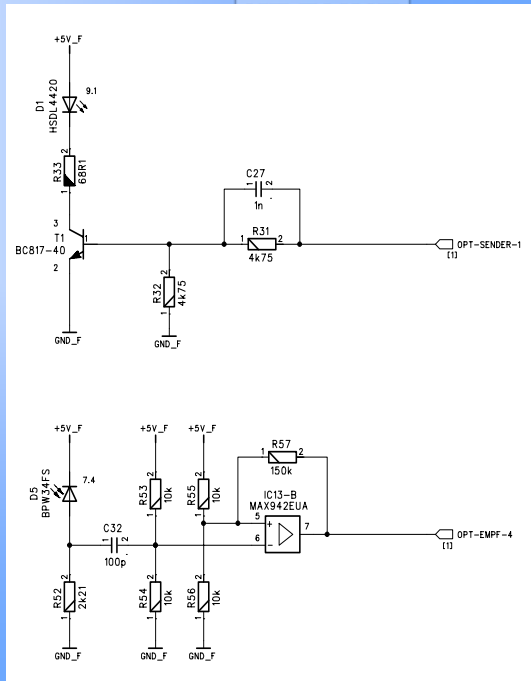 +5V_F
D1
HSDL4420
9.1
2
R33
68R1
1
3
T1
1
BC817-40
2
GND_F
C27
1 2
1n
R31
1 2
4k75
OPT-SENDER-1
[1]
2
R32
4k75
1
GND_F
+5V_F
+5V_F
+5V_F
D5
BPW34FS
7.4
2
R53
10k
1
2
R55
10k
1
R57
1 2
150k
IC13-B
MAX942EUA
5
+
6
-
7
OPT-EMPF-4
[1]
C32
1 2
100p
2
R52
2k21
1
2
R54
10k
1
2
R56
10k
1
GND_F
GND_F
GND_F